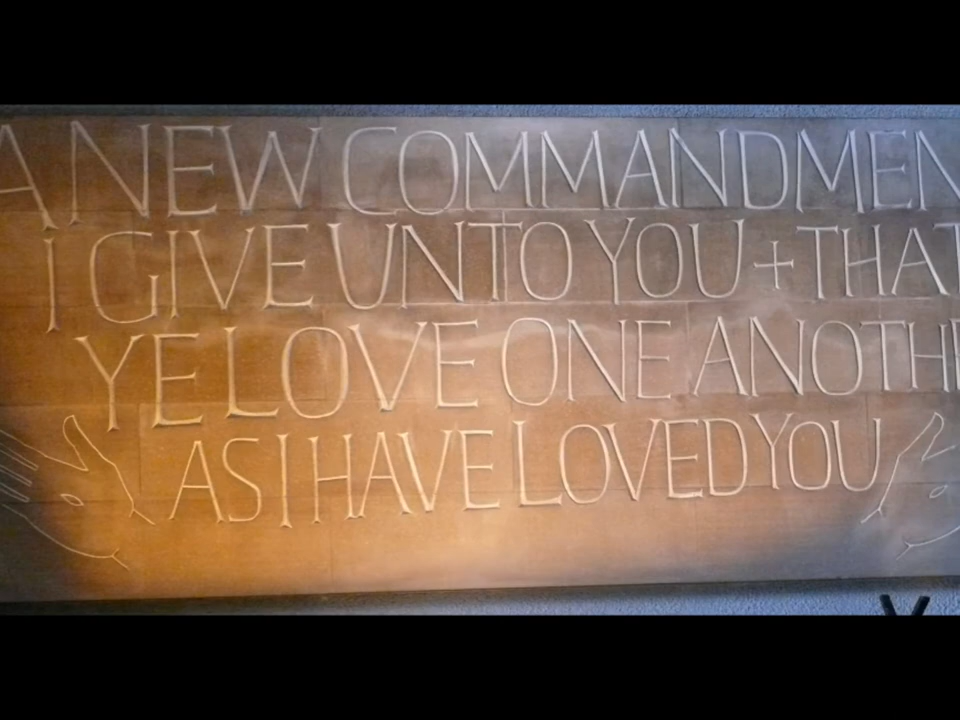 A NEW COMMANDMEN
I GIVE UNTO YOU + THAT
YE LOVE ONE ANOTHE
AS I HAVE LOVED YOU